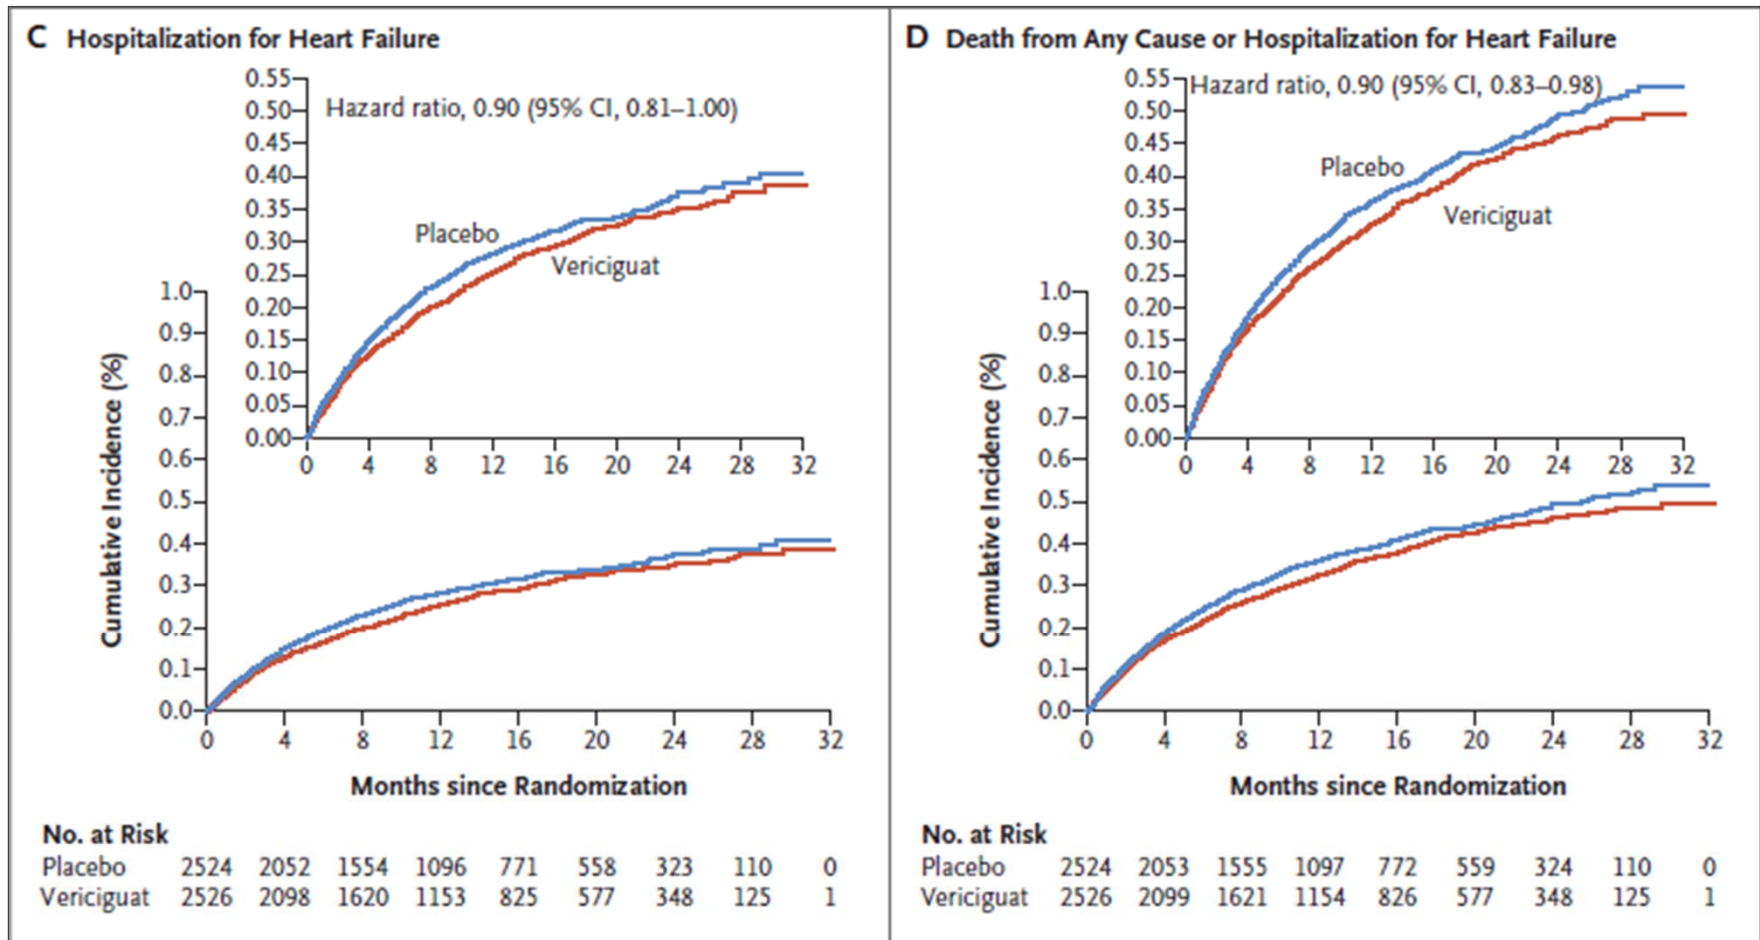 C Hospitalization for Heart Failure
Hazard ratio, 0.90 (95% CI, 0.81–1.00)
0.55
0.50
0.45
0.40
0.35
0.30
0.25
0.20
0.15
0.10
0.05
0.00
Placebo
Vericiguat
0 4 8 12 16 20 24 28 32
Cumulative Incidence (%)
1.0
0.9
0.8
0.7
0.6
0.5
0.4
0.3
0.2
0.1
0.0
0 4 8 12 16 20 24 28 32
Months since Randomization
No. at Risk
Placebo 2524 2052 1554 1096 771 558 323 110 0
Vericiguat 2526 2098 1620 1153 825 577 348 125 1
D Death from Any Cause or Hospitalization for Heart Failure
Hazard ratio, 0.90 (95% CI, 0.83–0.98)
0.55
0.50
0.45
0.40
0.35
0.30
0.25
0.20
0.15
0.10
0.05
0.00
Placebo
Vericiguat
0 4 8 12 16 20 24 28 32
Cumulative Incidence (%)
1.0
0.9
0.8
0.7
0.6
0.5
0.4
0.3
0.2
0.1
0.0
0 4 8 12 16 20 24 28 32
Months since Randomization
No. at Risk
Placebo 2524 2053 1555 1097 772 559 324 110 0
Vericiguat 2526 2099 1621 1154 826 577 348 125 1